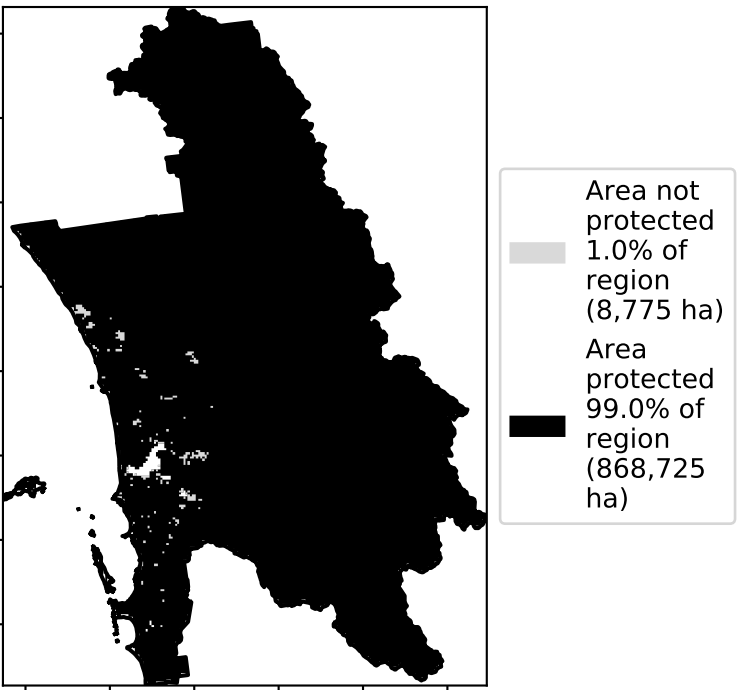 Area not
protected
1.0% of
region
(8,775 ha)
Area
protected
99.0% of
region
(868,725
ha)